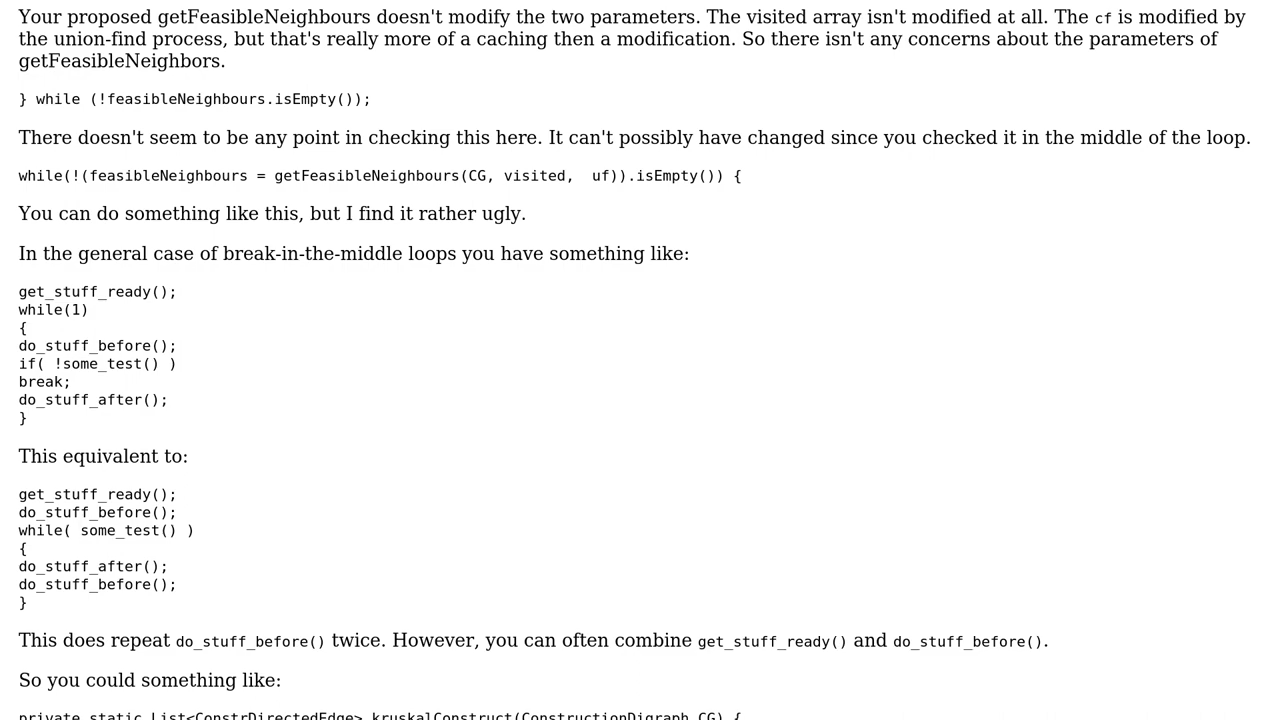 Your proposed getFeasibleNeighbours doesn't modify the two parameters. The visited array isn't modified at all. The cf is modified by
the union-find process, but that's really more of a caching then a modification. So there isn't any concerns about the parameters of
getFeasibleNeighbors.
} while (!feasibleNeighbours.isEmpty());
There doesn't seem to be any point in checking this here. It can't possibly have changed since you checked it in the middle of the loop.
while(!(feasibleNeighbours = getFeasibleNeighbours(CG, visited,  uf)).isEmpty()) {
You can do something like this, but I find it rather ugly.
In the general case of break-in-the-middle loops you have something like:
get_stuff_ready();
while(1)
{
do_stuff_before();
if( !some_test() )
break;
do_stuff_after();
}
This equivalent to:
get_stuff_ready();
do_stuff_before();
while( some_test() )
{
do_stuff_after();
do_stuff_before();
}
This does repeat do_stuff_before() twice. However, you can often combine get_stuff_ready() and do_stuff_before().
So you could something like:
private static List<ConstrDirectedEdge> kruskalConstruct(ConstructionDigraph CG) {